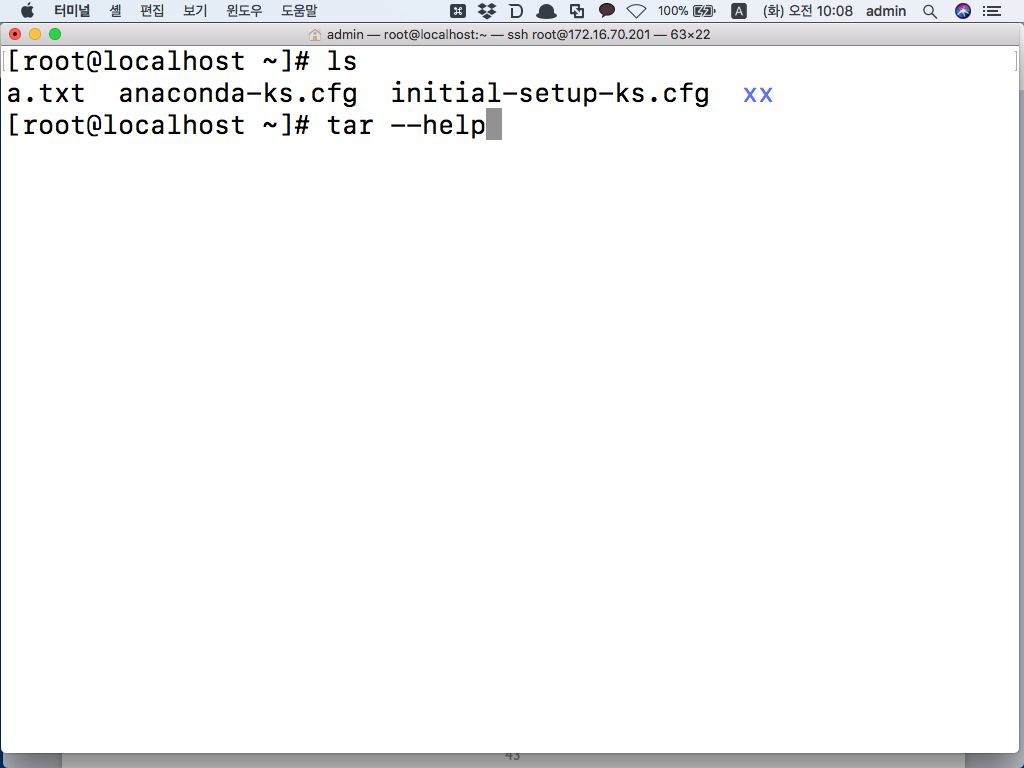 터미널 셸 편집 보기 윈도우 도움말 100% A (화) 오전 10:08 admin
admin — root@localhost:~ — ssh root@172.16.70.201 — 63×22
[root@localhost ~]# ls
a.txt anaconda-ks.cfg initial-setup-ks.cfg xx
[root@localhost ~]# tar --help
43